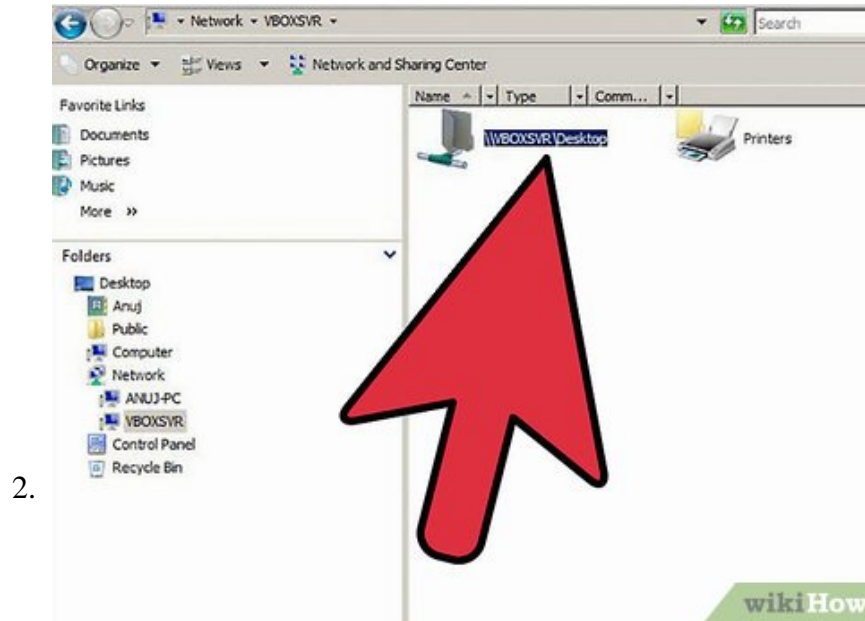 Network ▾ VBOXSVR ▾ Search
Organize ▾ Views ▾ Network and Sharing Center
Favorite Links
Documents
Pictures
Music
More »
Folders
Desktop
Anuj
Public
Computer
Network
ANUJ-PC
VBOXSVR
Control Panel
Recycle Bin
Name Type Comm...
\\VBOXSVR\Desktop Printers
2.
wikiHow